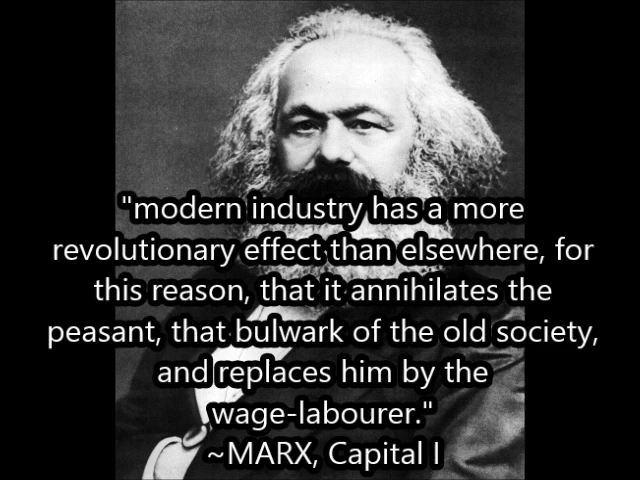 "modern industry has a more
revolutionary effect than elsewhere, for
this reason, that it annihilates the
peasant, that bulwark of the old society,
and replaces him by the
wage-labourer."
~MARX, Capital I